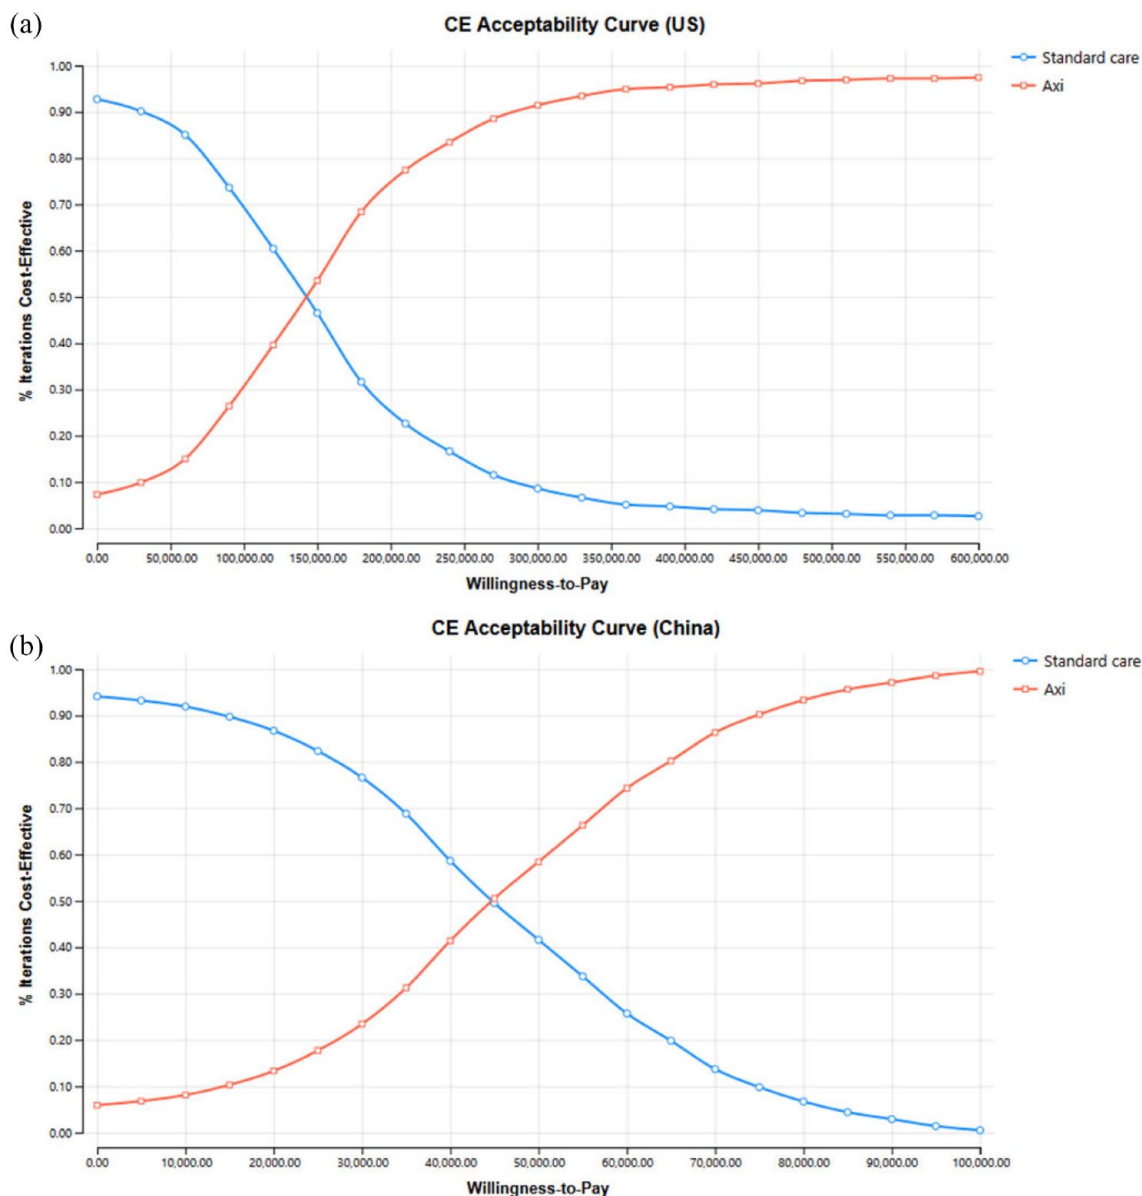 (a)
CE Acceptability Curve (US)
Standard care
Axi
1.00
0.90
0.80
0.70
0.60
0.50
0.40
0.30
0.20
0.10
0.00
% Iterations Cost-Effective
0.00 50,000.00 100,000.00 150,000.00 200,000.00 250,000.00 300,000.00 350,000.00 400,000.00 450,000.00 500,000.00 550,000.00 600,000.00
Willingness-to-Pay
(b)
CE Acceptability Curve (China)
Standard care
Axi
1.00
0.90
0.80
0.70
0.60
0.50
0.40
0.30
0.20
0.10
0.00
% Iterations Cost-Effective
0.00 10,000.00 20,000.00 30,000.00 40,000.00 50,000.00 60,000.00 70,000.00 80,000.00 90,000.00 100,000.00
Willingness-to-Pay